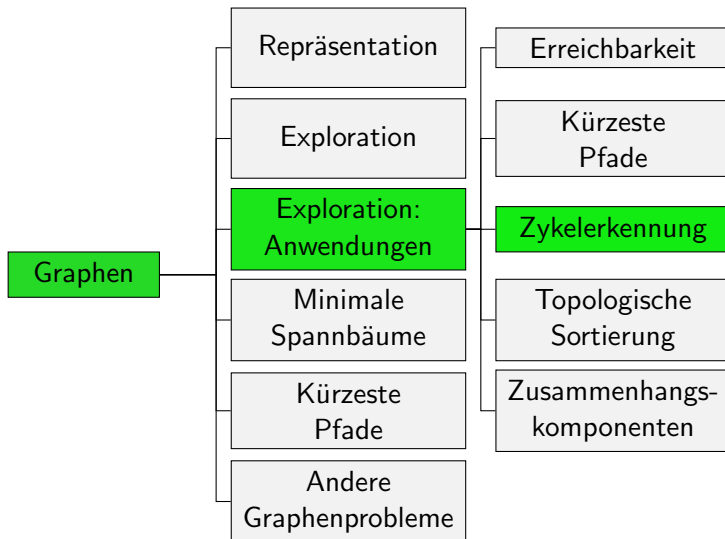 Graphen
Repräsentation
Exploration
Exploration:
Anwendungen
Minimale
Spannbäume
Kürzeste
Pfade
Andere
Graphenprobleme
Erreichbarkeit
Kürzeste
Pfade
Zykelerkennung
Topologische
Sortierung
Zusammenhangs-
komponenten